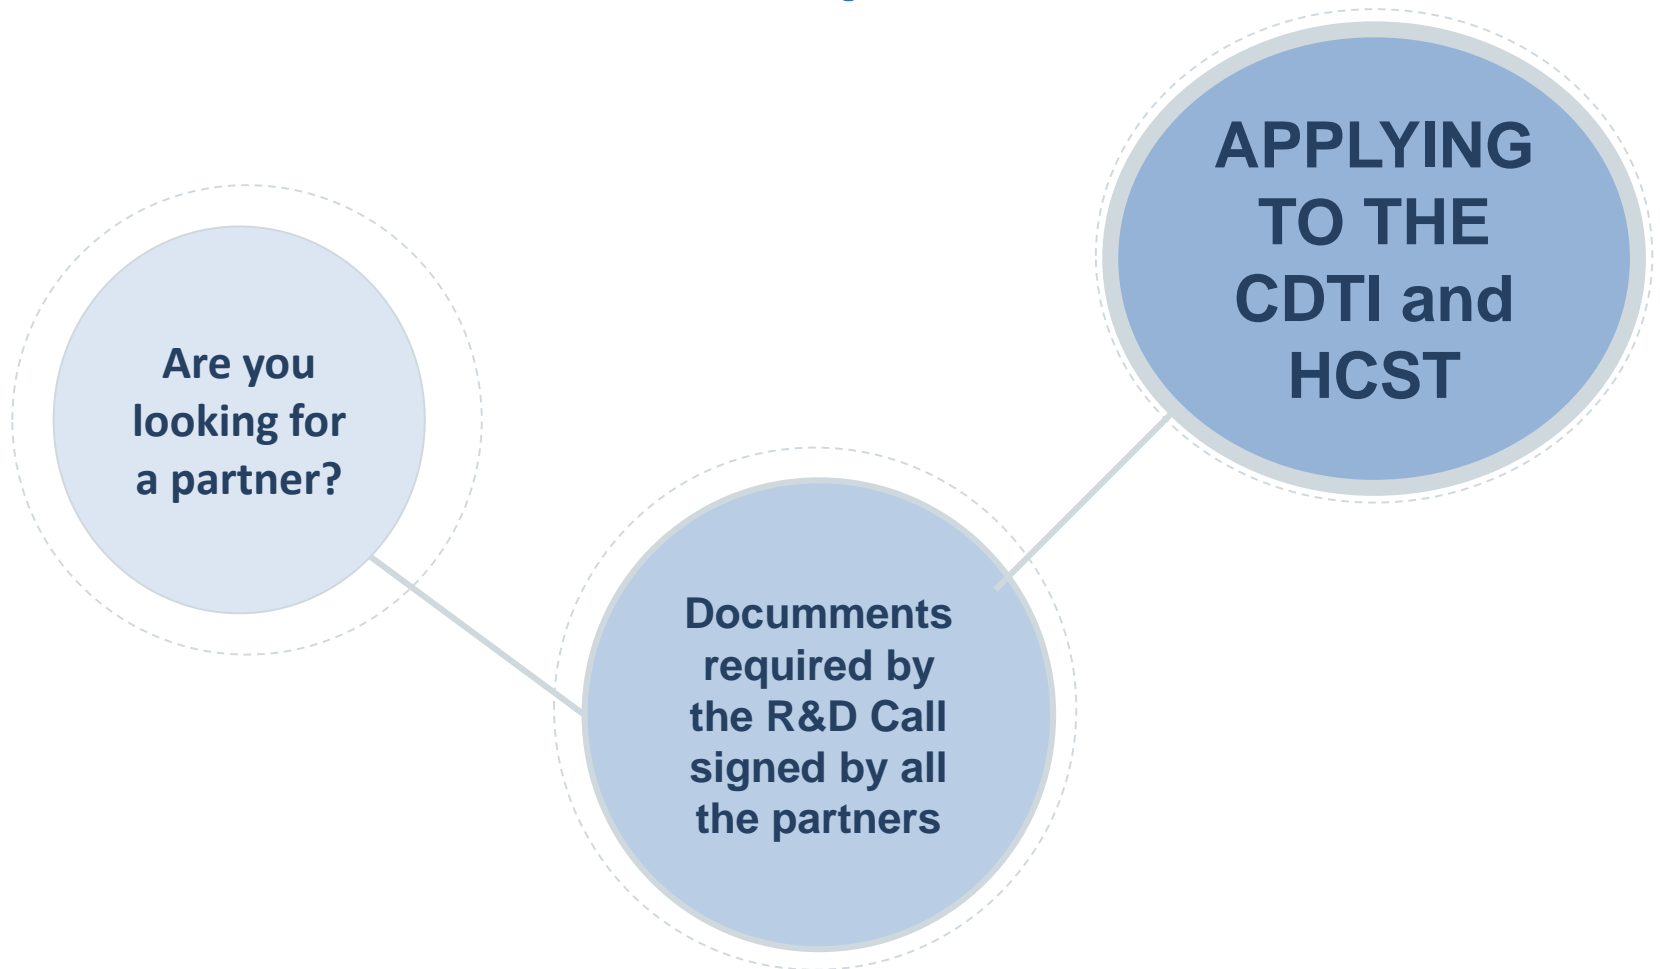 Are you
looking for
a partner?
Documments
required by
the R&D Call
signed by all
the partners
APPLYING
TO THE
CDTI and
HCST